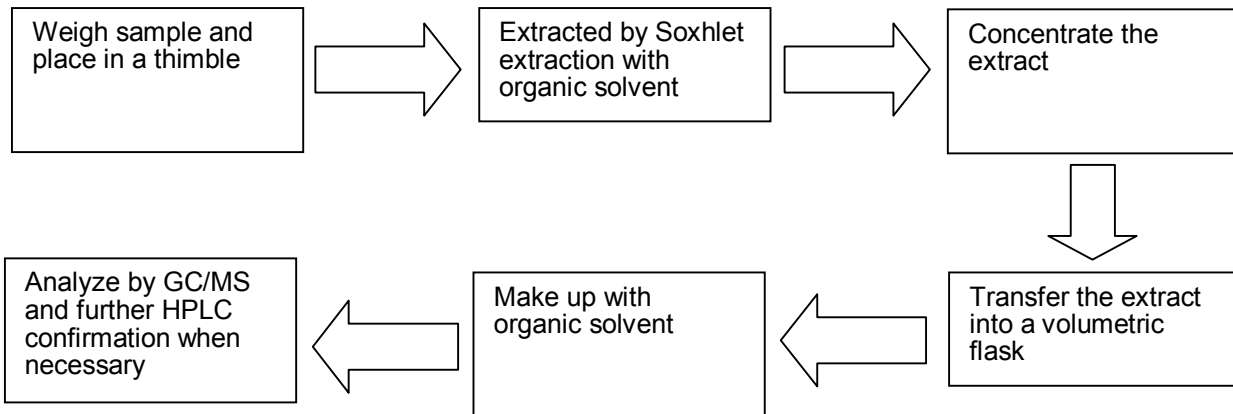 Weigh sample and
place in a thimble
Extracted by Soxhlet
extraction with
organic solvent
Concentrate the
extract
Transfer the extract
into a volumetric
flask
Make up with
organic solvent
Analyze by GC/MS
and further HPLC
confirmation when
necessary